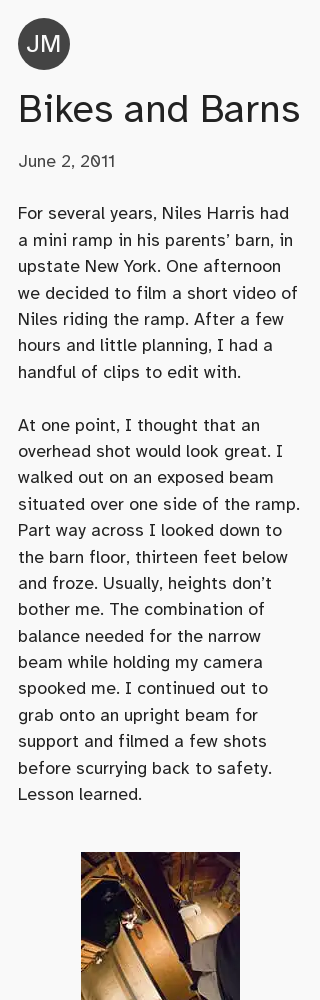 JM
Bikes and Barns
June 2, 2011
For several years, Niles Harris had
a mini ramp in his parents’ barn, in
upstate New York. One afternoon
we decided to film a short video of
Niles riding the ramp. After a few
hours and little planning, I had a
handful of clips to edit with.
At one point, I thought that an
overhead shot would look great. I
walked out on an exposed beam
situated over one side of the ramp.
Part way across I looked down to
the barn floor, thirteen feet below
and froze. Usually, heights don’t
bother me. The combination of
balance needed for the narrow
beam while holding my camera
spooked me. I continued out to
grab onto an upright beam for
support and filmed a few shots
before scurrying back to safety.
Lesson learned.